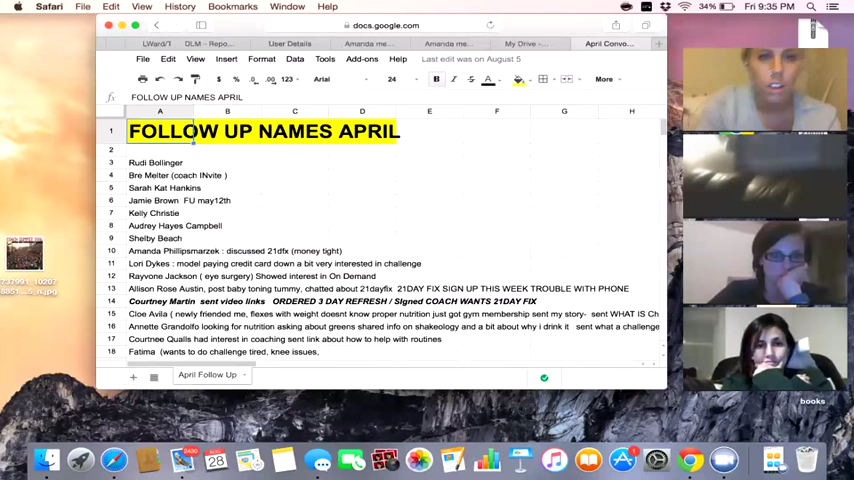 Safari File Edit View History Bookmarks Window Help 34% Fri 9:35 PM
docs.google.com
LWard/T DLM – Repo... User Details Amanda me... Amanda me... My Drive -... April Convo...
File Edit View Insert Format Data Tools Add-ons Help Last edit was on August 5
$ % .0 .00 123 Arial 24 B I S A More
fx FOLLOW UP NAMES APRIL
A B C D E F G H
1 FOLLOW UP NAMES APRIL
2
3 Rudi Bollinger
4 Bre Melter (coach INvite )
5 Sarah Kat Hankins
6 Jamie Brown FU may12th
7 Kelly Christie
8 Audrey Hayes Campbell
9 Shelby Beach
10 Amanda Phillipsmarzek : discussed 21dfx (money tight)
11 Lori Dykes : model paying credit card down a bit very interested in challenge
12 Rayvone Jackson ( eye surgery) Showed interest in On Demand
13 Allison Rose Austin, post baby toning tummy, chatted about 21dayfix 21DAY FIX SIGN UP THIS WEEK TROUBLE WITH PHONE
14 Courtney Martin sent video links ORDERED 3 DAY REFRESH / SIgned COACH WANTS 21DAY FIX
15 Cloe Avila ( newly friended me, flexes with weight doesnt know proper nutrition just got gym membership sent my story- sent WHAT IS Ch
16 Annette Grandolfo looking for nutrition asking about greens shared info on shakeology and a bit about why i drink it sent what a challenge
17 Courtnee Qualls had interest in coaching sent link about how to help with routines
18 Fatima (wants to do challenge tired, knee issues,
April Follow Up
books
AUG
28
2430
1